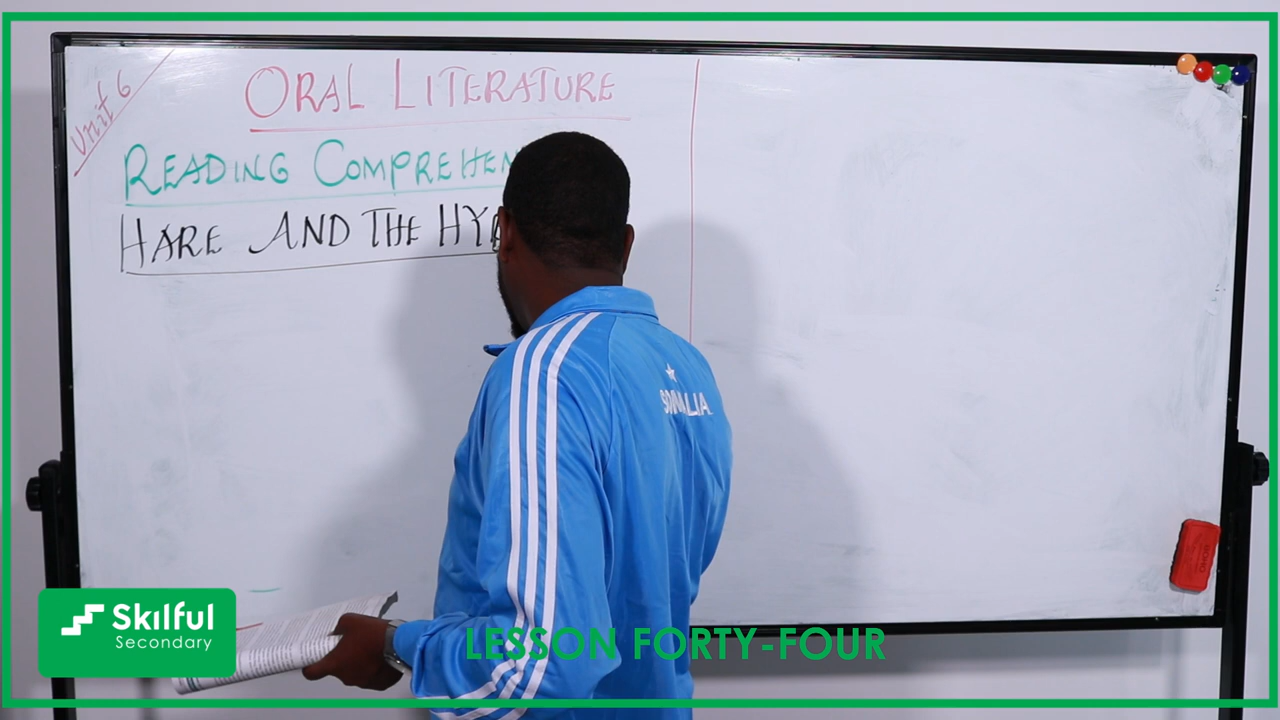 Unit 6
ORAL LITERATURE
READING COMPREHEN
HARE AND THE HY
SOMALIA
Skilful
Secondary
LESSON FORTY-FOUR